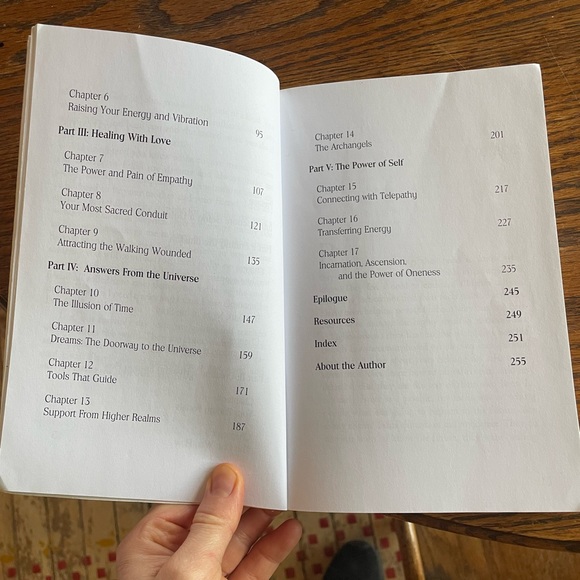 Chapter 6
Raising Your Energy and Vibration 95
Part III: Healing With Love
Chapter 7
The Power and Pain of Empathy 107
Chapter 8
Your Most Sacred Conduit 121
Chapter 9
Attracting the Walking Wounded 135
Part IV: Answers From the Universe
Chapter 10
The Illusion of Time 147
Chapter 11
Dreams: The Doorway to the Universe 159
Chapter 12
Tools That Guide 171
Chapter 13
Support From Higher Realms 187
Chapter 14
The Archangels 201
Part V: The Power of Self
Chapter 15
Connecting with Telepathy 217
Chapter 16
Transferring Energy 227
Chapter 17
Incarnation, Ascension,
and the Power of Oneness 235
Epilogue 245
Resources 249
Index 251
About the Author 255